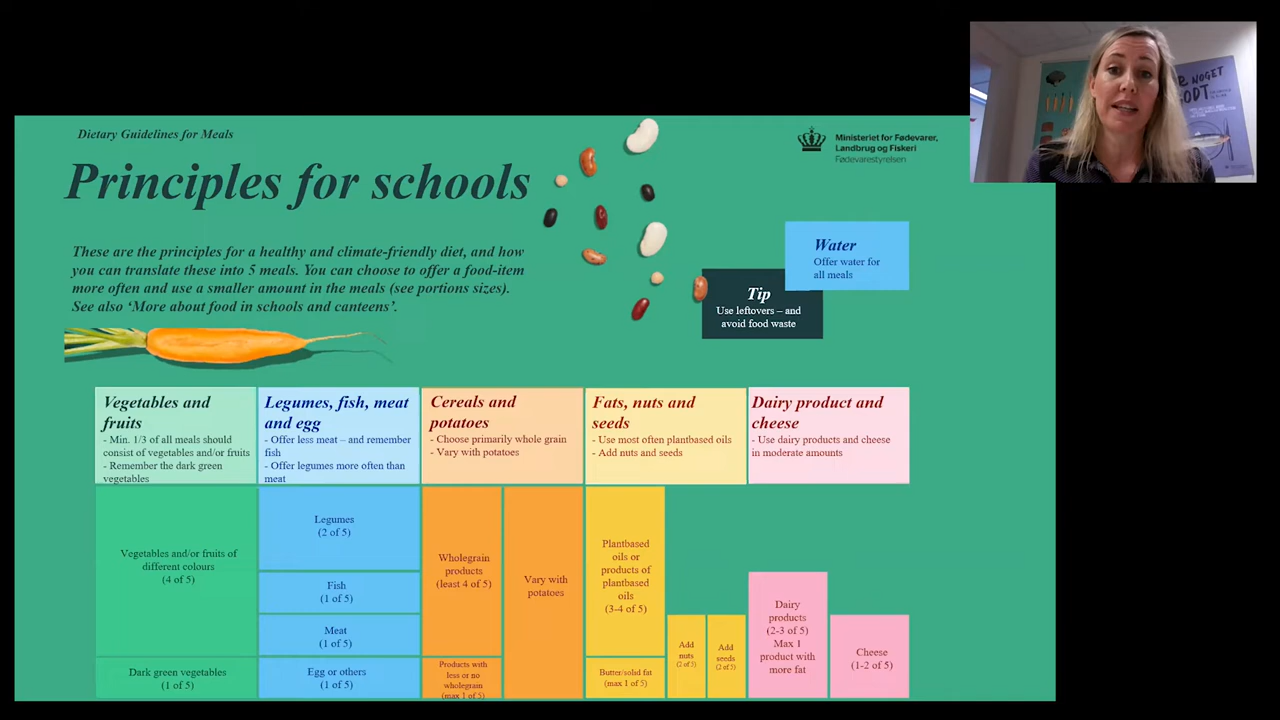 Dietary Guidelines for Meals
Principles for schools
These are the principles for a healthy and climate-friendly diet, and how
you can translate these into 5 meals. You can choose to offer a food-item
more often and use a smaller amount in the meals (see portions sizes).
See also ‘More about food in schools and canteens’.
Ministeriet for Fødevarer,
Landbrug og Fiskeri
Fødevarestyrelsen
NOGET
Water
Offer water for
all meals
Tip
Use leftovers – and
avoid food waste
Vegetables and
fruits
- Min. 1/3 of all meals should
consist of vegetables and/or fruits
- Remember the dark green
vegetables
Legumes, fish, meat
and egg
- Offer less meat – and remember
fish
- Offer legumes more often than
meat
Cereals and
potatoes
- Choose primarily whole grain
- Vary with potatoes
Fats, nuts and
seeds
- Use most often plantbased oils
- Add nuts and seeds
Dairy product and
cheese
- Use dairy products and cheese
in moderate amounts
Vegetables and/or fruits of
different colours
(4 of 5)
Dark green vegetables
(1 of 5)
Legumes
(2 of 5)
Fish
(1 of 5)
Meat
(1 of 5)
Egg or others
(1 of 5)
Wholegrain
products
(least 4 of 5)
Products with
less or no
wholegrain
(max 1 of 5)
Vary with
potatoes
Plantbased
oils or
products of
plantbased
oils
(3-4 of 5)
Butter/solid fat
(max 1 of 5)
Add
nuts
(2 of 5)
Add
seeds
(2 of 5)
Dairy
products
(2-3 of 5)
Max 1
product with
more fat
Cheese
(1-2 of 5)